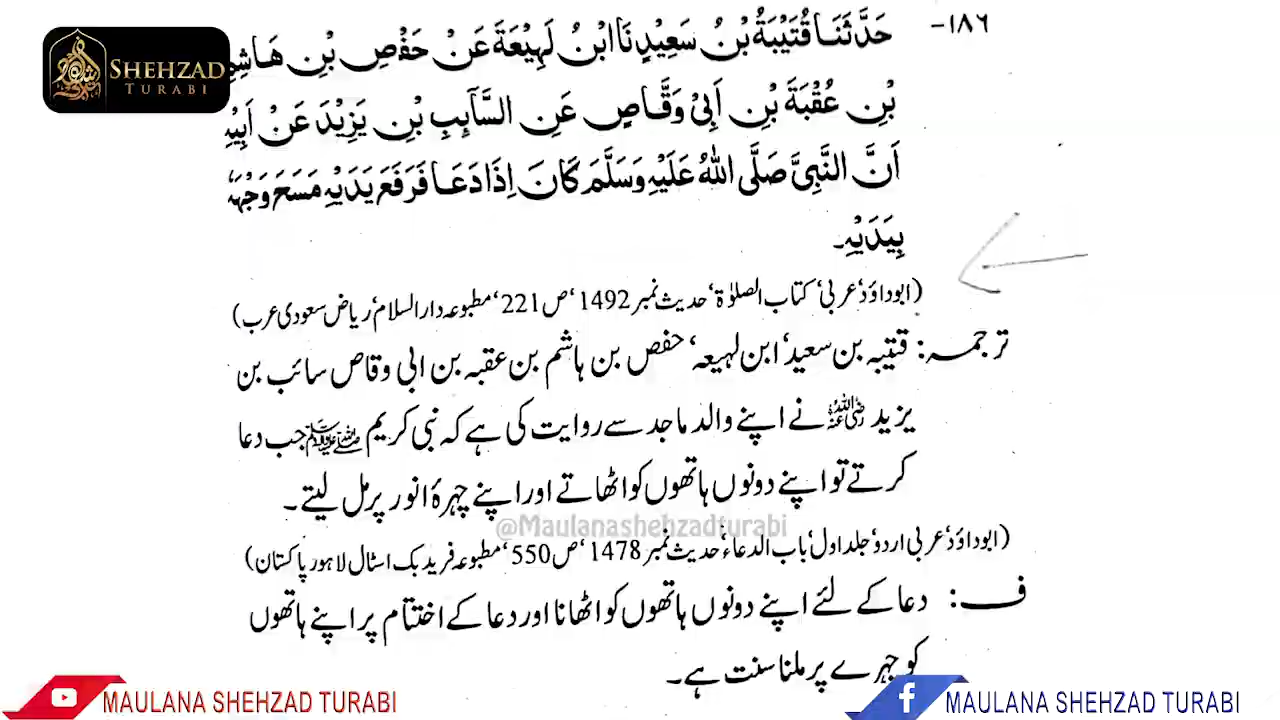 ۱۸۶- حَدَّثَنَا قُتَيْبَةُ بْنُ سَعِيْدٍ نَا ابْنُ لَهِيْعَةَ عَنْ حَفْصِ بْنِ هَاشِمِ
بْنِ عُقْبَةَ بْنِ اَبِیْ وَقَّاصٍ عَنِ السَّآئِبِ بْنِ يَزِيْدَ عَنْ اَبِيْهِ
اَنَّ النَّبِیَّ صَلَّی اللّٰهُ عَلَيْهِ وَسَلَّمَ كَانَ اِذَا دَعَا فَرَفَعَ يَدَيْهِ مَسَحَ وَجْهَهٗ
بِيَدَيْهِ۔
(ابوداؤد‘ عربی‘ کتاب الصلوٰۃ‘ حدیث نمبر 1492‘ ص 221‘ مطبوعہ دارالسلام‘ ریاض سعودی عرب)
ترجمہ: قتیبہ بن سعید‘ ابن لہیعہ‘ حفص بن ہاشم بن عقبہ بن ابی وقاص سائب بن
یزید رضی اللہ عنہ نے اپنے والد ماجد سے روایت کی ہے کہ نبی کریم ﷺ جب دعا
کرتے تو اپنے دونوں ہاتھوں کو اٹھاتے اور اپنے چہرۂ انور پر مل لیتے۔
@Maulanashehzadturabi
(ابوداؤد‘ عربی اردو‘ جلد اول‘ باب الدعاء‘ حدیث نمبر 1478‘ ص 550‘ مطبوعہ فرید بک اسٹال لاہور پاکستان)
ف: دعا کے لئے اپنے دونوں ہاتھوں کو اٹھانا اور دعا کے اختتام پر اپنے ہاتھوں
کو چہرے پر ملنا سنت ہے۔
SHEHZAD
TURABI
MAULANA SHEHZAD TURABI
MAULANA SHEHZAD TURABI